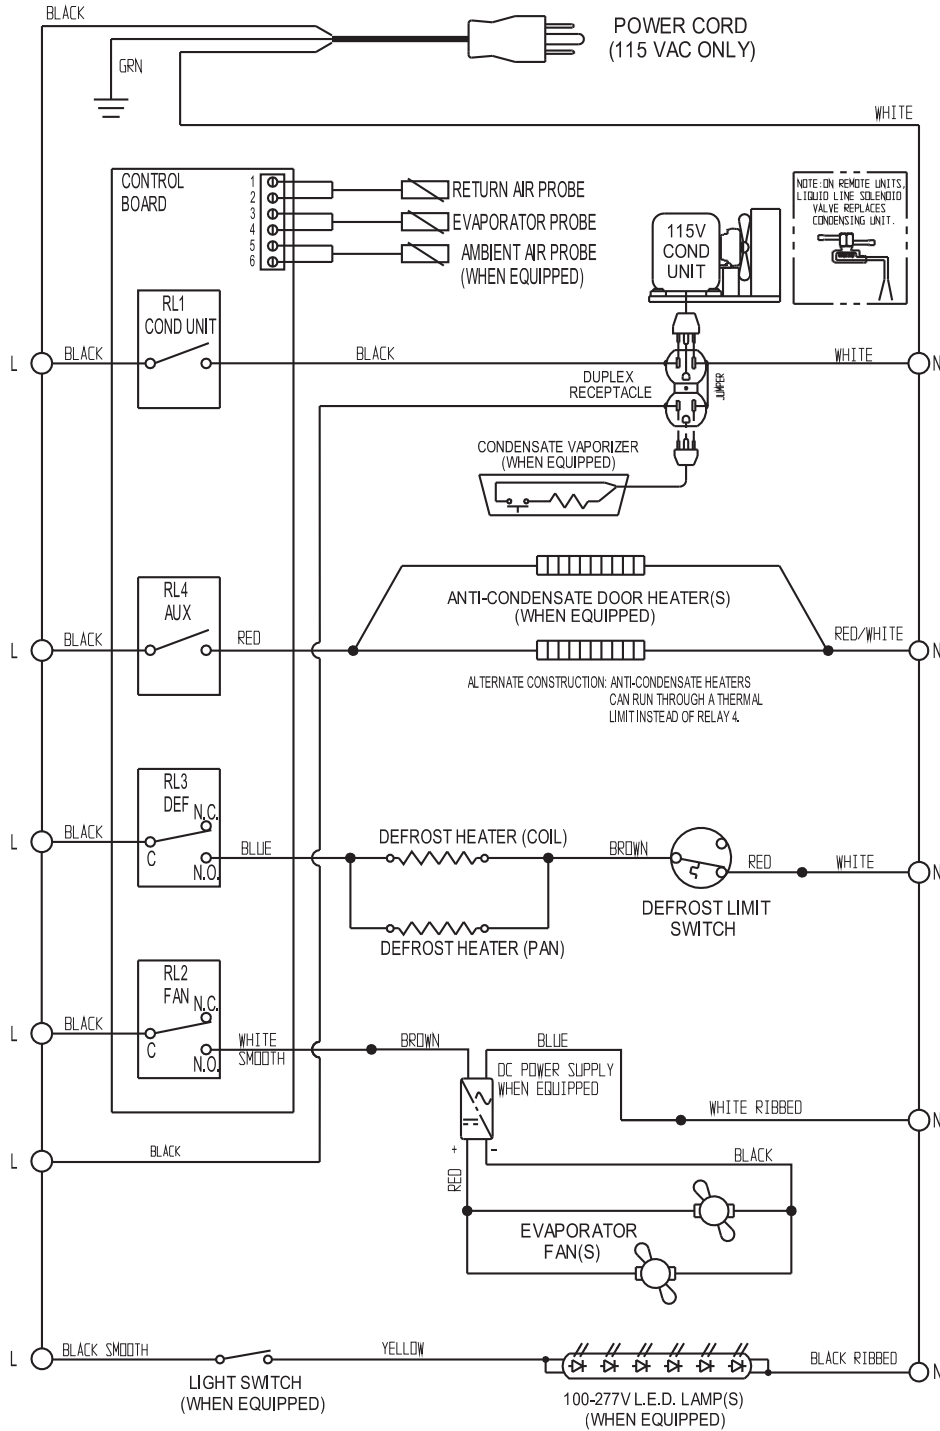 BLACK
POWER CORD
(115 VAC ONLY)
GRN
WHITE
CONTROL
BOARD
1
2
3
4
5
6
RETURN AIR PROBE
EVAPORATOR PROBE
AMBIENT AIR PROBE
(WHEN EQUIPPED)
115V
COND
UNIT
NOTE:ON REMOTE UNITS,
LIQUID LINE SOLENOID
VALVE REPLACES
CONDENSING UNIT.
RL1
COND UNIT
L
BLACK
BLACK
WHITE
N
DUPLEX
RECEPTACLE
JUMPER
CONDENSATE VAPORIZER
(WHEN EQUIPPED)
RL4
AUX
L
BLACK
RED
ANTI-CONDENSATE DOOR HEATER(S)
(WHEN EQUIPPED)
RED/WHITE
N
ALTERNATE CONSTRUCTION: ANTI-CONDENSATE HEATERS
CAN RUN THROUGH A THERMAL
LIMIT INSTEAD OF RELAY 4.
RL3
DEF
N.C.
L
BLACK
C
N.O.
BLUE
DEFROST HEATER (COIL)
BROWN
RED
WHITE
N
DEFROST LIMIT
SWITCH
DEFROST HEATER (PAN)
RL2
FAN
N.C.
L
BLACK
C
N.O.
WHITE
SMOOTH
BROWN
BLUE
DC POWER SUPPLY
WHEN EQUIPPED
WHITE RIBBED
N
L
BLACK
+
-
RED
BLACK
EVAPORATOR
FAN(S)
L
BLACK SMOOTH
YELLOW
BLACK RIBBED
N
LIGHT SWITCH
(WHEN EQUIPPED)
100-277V L.E.D. LAMP(S)
(WHEN EQUIPPED)